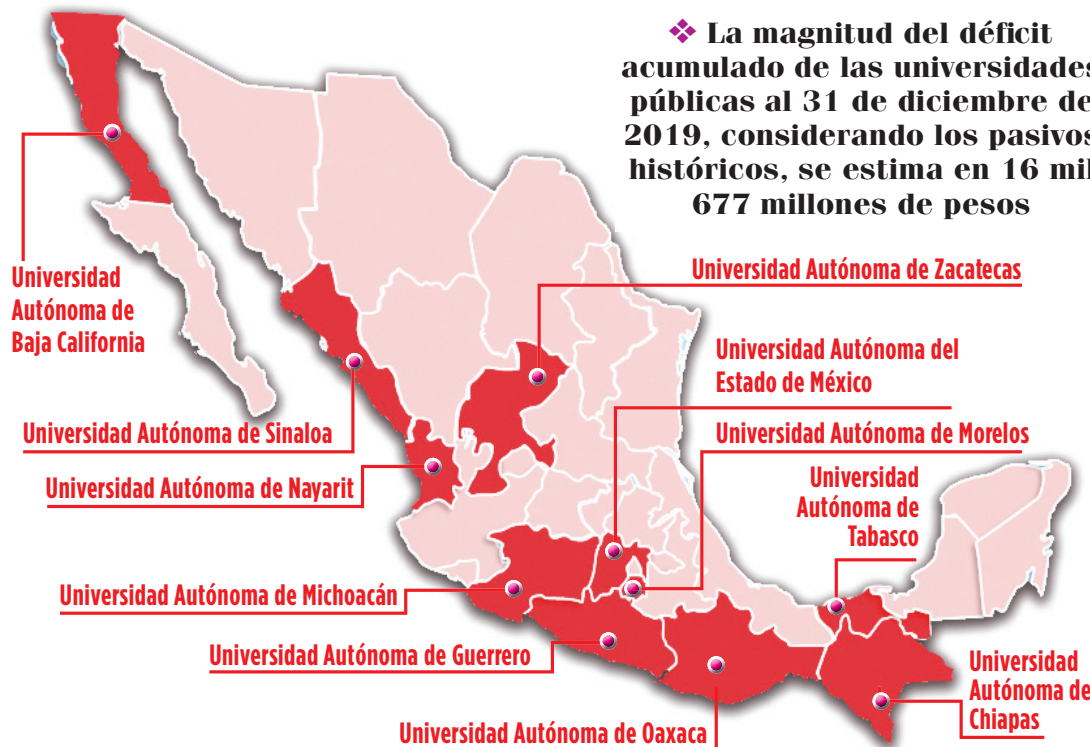 ❖ La magnitud del déficit
acumulado de las universidades
públicas al 31 de diciembre de
2019, considerando los pasivos
históricos, se estima en 16 mil
677 millones de pesos
Universidad
Autónoma de
Baja California
Universidad Autónoma de Zacatecas
Universidad Autónoma del
Estado de México
Universidad Autónoma de Sinaloa
Universidad Autónoma de Morelos
Universidad Autónoma de Nayarit
Universidad
Autónoma de
Tabasco
Universidad Autónoma de Michoacán
Universidad Autónoma de Guerrero
Universidad
Autónoma de
Chiapas
Universidad Autónoma de Oaxaca